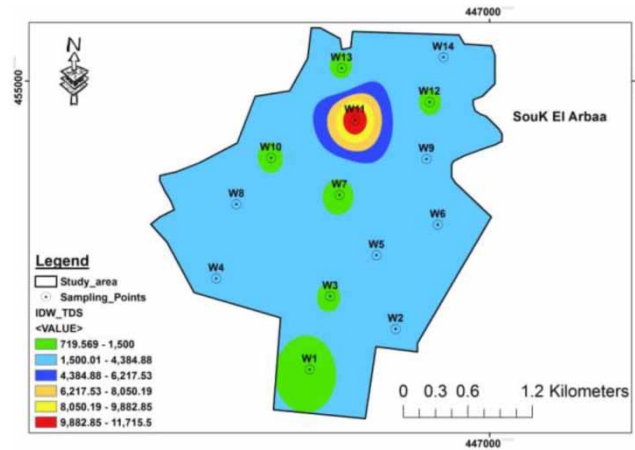 447000
N
455000
W13
W14
W12
W11
SouK El Arbaa
W10
W9
W7
W8
W6
W5
W4
W3
W2
W1
Legend
Study_area
Sampling_Points
IDW_TDS
<VALUE>
719.569 - 1,500
1,500.01 - 4,384.88
4,384.88 - 6,217.53
6,217.53 - 8,050.19
8,050.19 - 9,882.85
9,882.85 - 11,715.5
0 0.3 0.6 1.2 Kilometers
447000